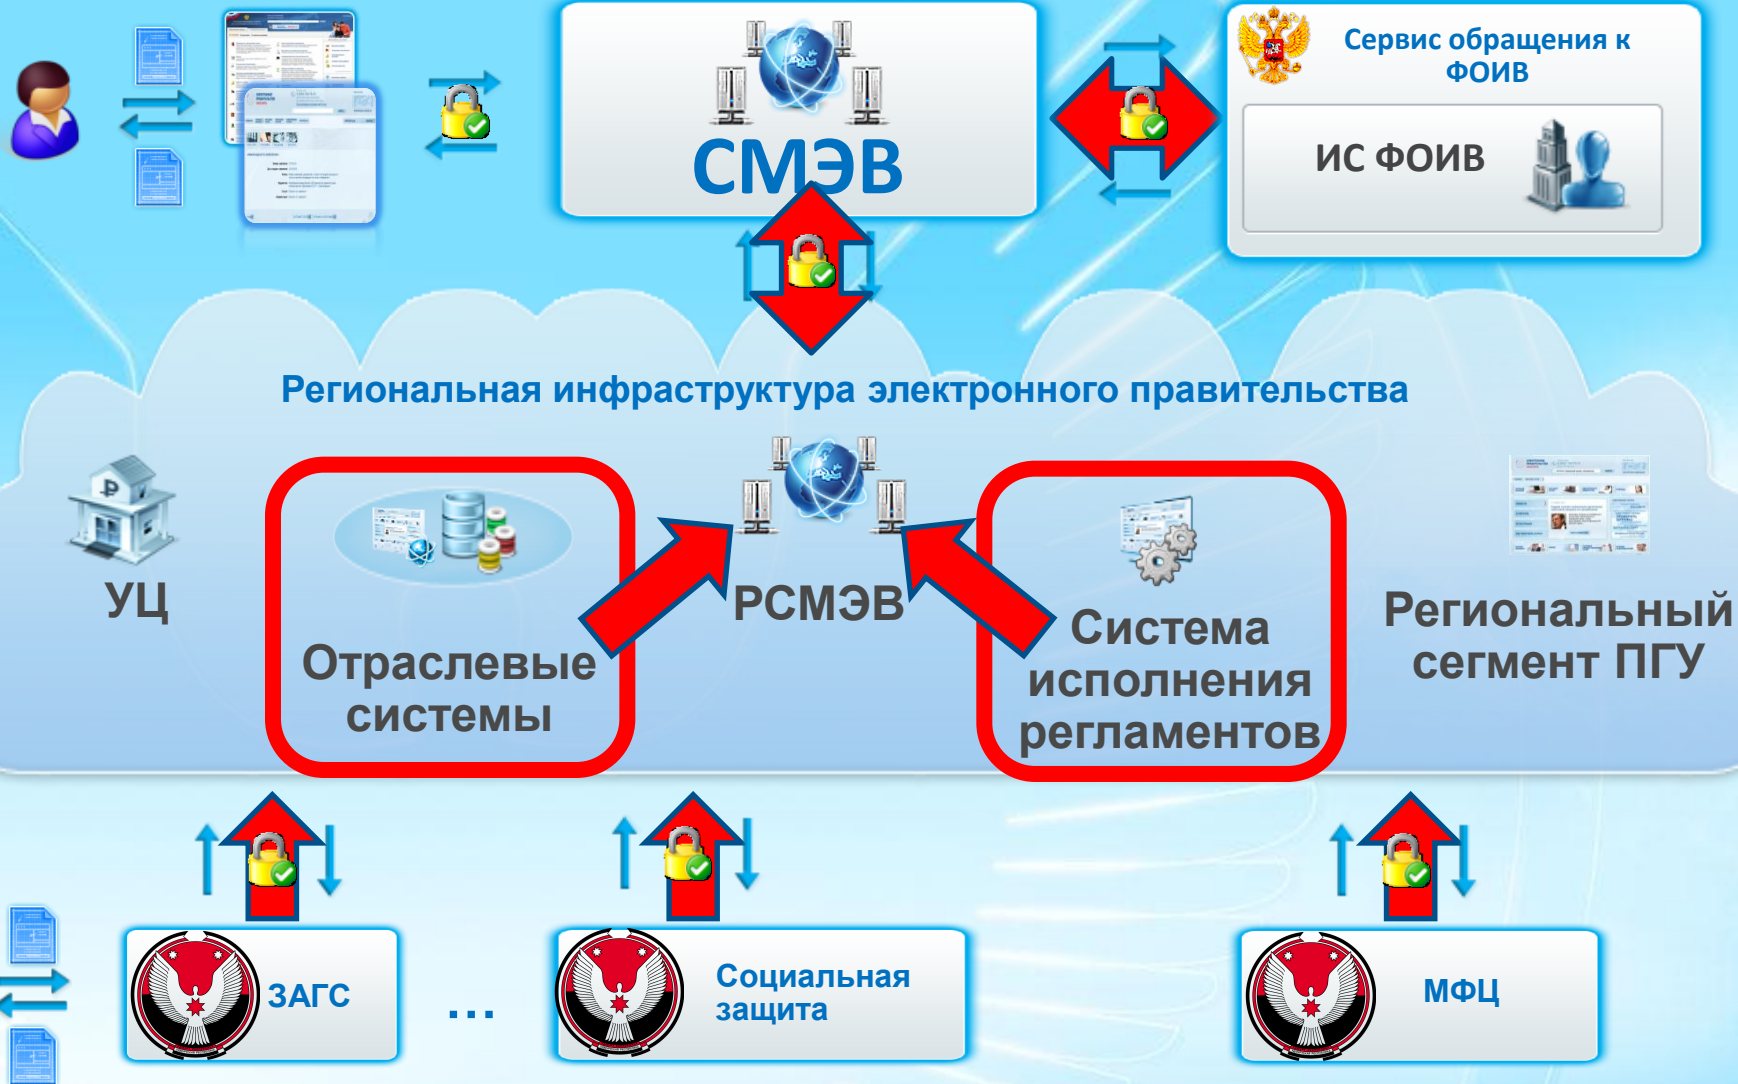 СМЭВ
Сервис обращения к
ФОИВ
ИС ФОИВ
Региональная инфраструктура электронного правительства
УЦ
Отраслевые
системы
РСМЭВ
Система
исполнения
регламентов
Региональный
сегмент ПГУ
ЗАГС
...
Социальная
защита
МФЦ